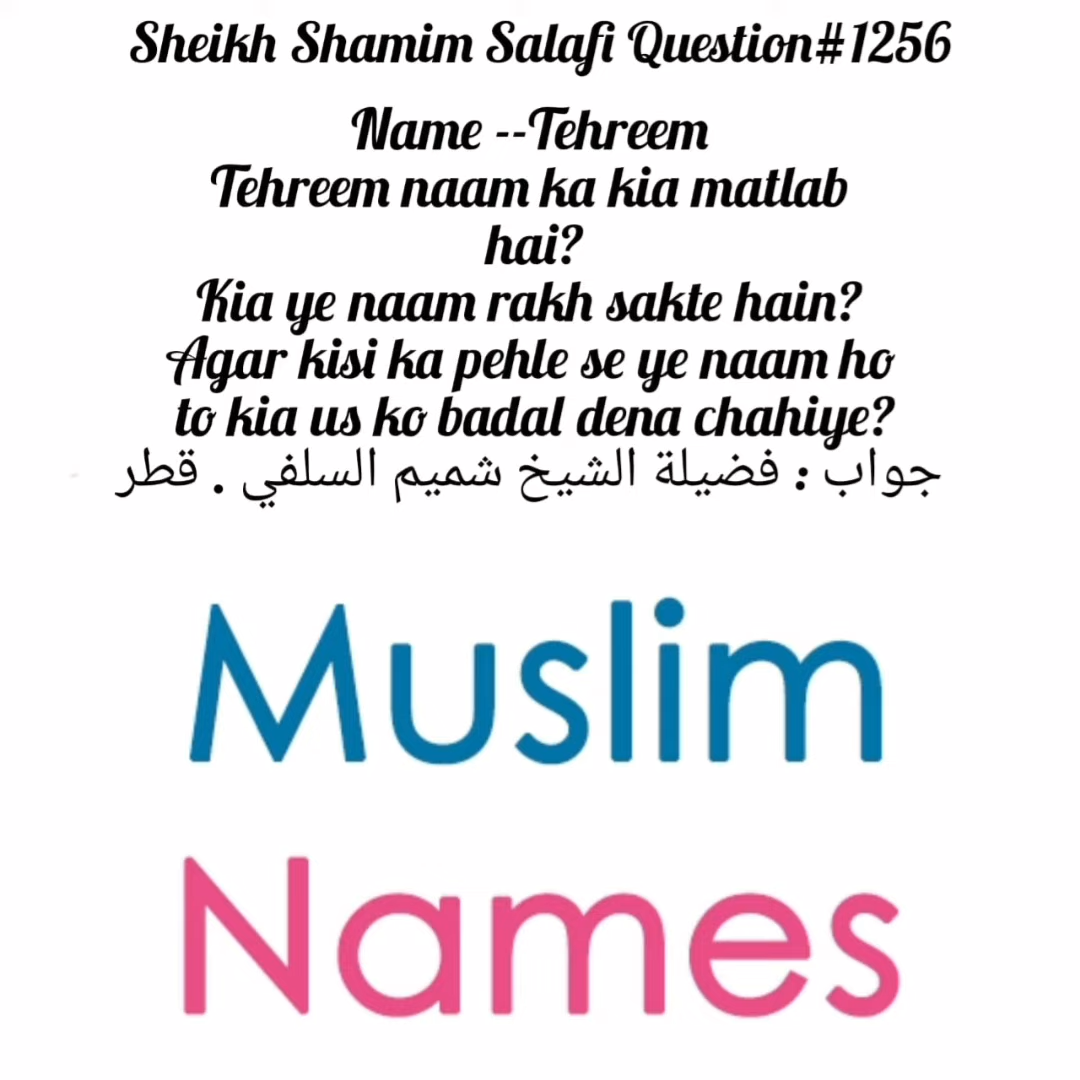 Sheikh Shamim Salafi Question#1256
Name --Tehreem
Tehreem naam ka kia matlab
hai?
Kia ye naam rakh sakte hain?
Agar kisi ka pehle se ye naam ho
to kia us ko badal dena chahiye?
جواب : فضيلة الشيخ شميم السلفي . قطر
Muslim
Names